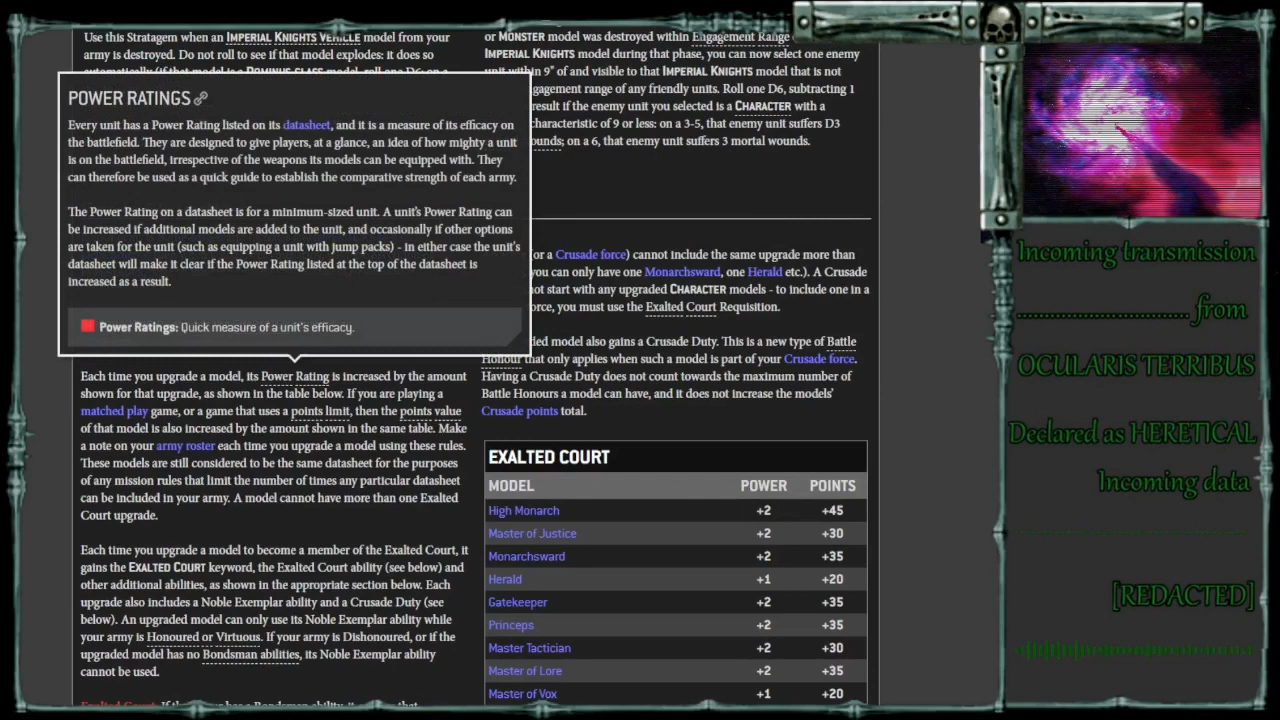 Use this Stratagem when an IMPERIAL KNIGHTS VEHICLE model from your
army is destroyed. Do not roll to see if that model explodes: it does so
POWER RATINGS
Every unit has a Power Rating listed on its datasheet, and it is a measure of its efficacy on
the battlefield. They are designed to give players, at a glance, an idea of how mighty a unit
is on the battlefield, irrespective of the weapons its models can be equipped with. They
can therefore be used as a quick guide to establish the comparative strength of each army.
The Power Rating on a datasheet is for a minimum-sized unit. A unit's Power Rating can
be increased if additional models are added to the unit, and occasionally if other options
are taken for the unit (such as equipping a unit with jump packs) - in either case the unit's
datasheet will make it clear if the Power Rating listed at the top of the datasheet is
increased as a result.
Power Ratings: Quick measure of a unit's efficacy.
Each time you upgrade a model, its Power Rating is increased by the amount
shown for that upgrade, as shown in the table below. If you are playing a
matched play game, or a game that uses a points limit, then the points value
of that model is also increased by the amount shown in the same table. Make
a note on your army roster each time you upgrade a model using these rules.
These models are still considered to be the same datasheet for the purposes
of any mission rules that limit the number of times any particular datasheet
can be included in your army. A model cannot have more than one Exalted
Court upgrade.
Each time you upgrade a model to become a member of the Exalted Court, it
gains the EXALTED COURT keyword, the Exalted Court ability (see below) and
other additional abilities, as shown in the appropriate section below. Each
upgrade also includes a Noble Exemplar ability and a Crusade Duty (see
below). An upgraded model can only use its Noble Exemplar ability while
your army is Honoured or Virtuous. If your army is Dishonoured, or if the
upgraded model has no Bondsman abilities, its Noble Exemplar ability
cannot be used.
or MONSTER model was destroyed within Engagement Range
IMPERIAL KNIGHTS model during that phase, you can now select one enemy
unit within 9" of and visible to that IMPERIAL KNIGHTS model that is not
gagement range of any friendly units. Roll one D6, subtracting 1
result if the enemy unit you selected is a CHARACTER with a
characteristic of 9 or less: on a 3-5, that enemy unit suffers D3
ounds; on a 6, that enemy unit suffers 3 mortal wounds.
(or a Crusade force) cannot include the same upgrade more than
you can only have one Monarchsward, one Herald etc.). A Crusade
not start with any upgraded CHARACTER models - to include one in a
orce, you must use the Exalted Court Requisition.
ded model also gains a Crusade Duty. This is a new type of Battle
Honour that only applies when such a model is part of your Crusade force.
Having a Crusade Duty does not count towards the maximum number of
Battle Honours a model can have, and it does not increase the models'
Crusade points total.
EXALTED COURT
MODEL POWER POINTS
High Monarch +2 +45
Master of Justice +2 +30
Monarchsward +2 +35
Herald +1 +20
Gatekeeper +2 +35
Princeps +2 +35
Master Tactician +2 +30
Master of Lore +2 +35
Master of Vox +1 +20
Incoming transmission
............................... from
OCULARIS TERRIBUS
Declared as HERETICAL
Incoming data
[REDACTED]